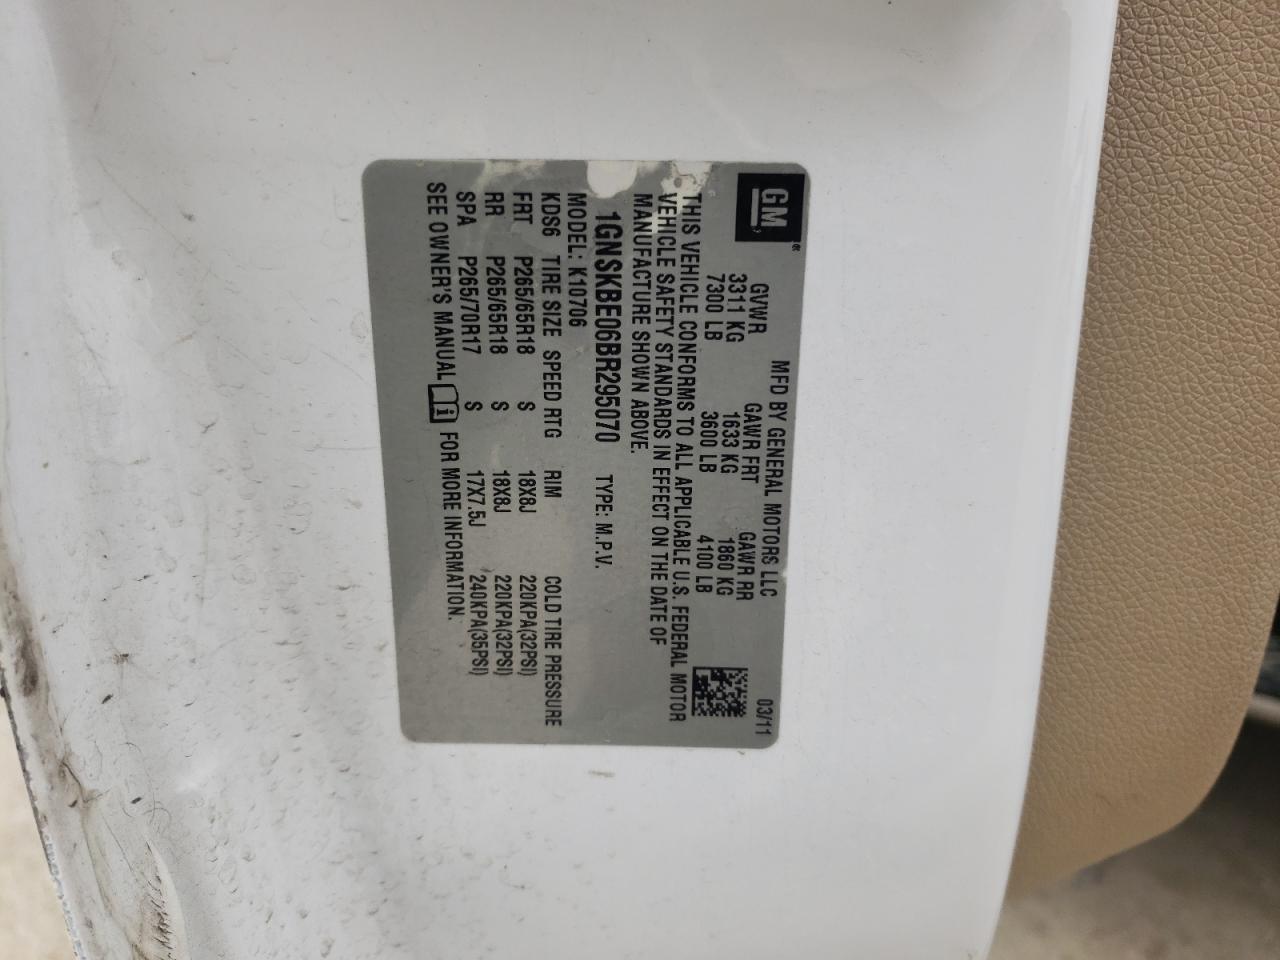 GM
MFD BY GENERAL MOTORS LLC 03/11
GVWR GAWR FRT GAWR RR
3311 KG 1633 KG 1860 KG
7300 LB 3600 LB 4100 LB
THIS VEHICLE CONFORMS TO ALL APPLICABLE U.S. FEDERAL MOTOR
VEHICLE SAFETY STANDARDS IN EFFECT ON THE DATE OF
MANUFACTURE SHOWN ABOVE.
1GNSKBE06BR295070 TYPE: M.P.V.
MODEL: K10706
KDS6 TIRE SIZE SPEED RTG RIM COLD TIRE PRESSURE
FRT P265/65R18 S 18X8J 220KPA(32PSI)
RR P265/65R18 S 18X8J 220KPA(32PSI)
SPA P265/70R17 S 17X7.5J 240KPA(35PSI)
SEE OWNER'S MANUAL i FOR MORE INFORMATION.